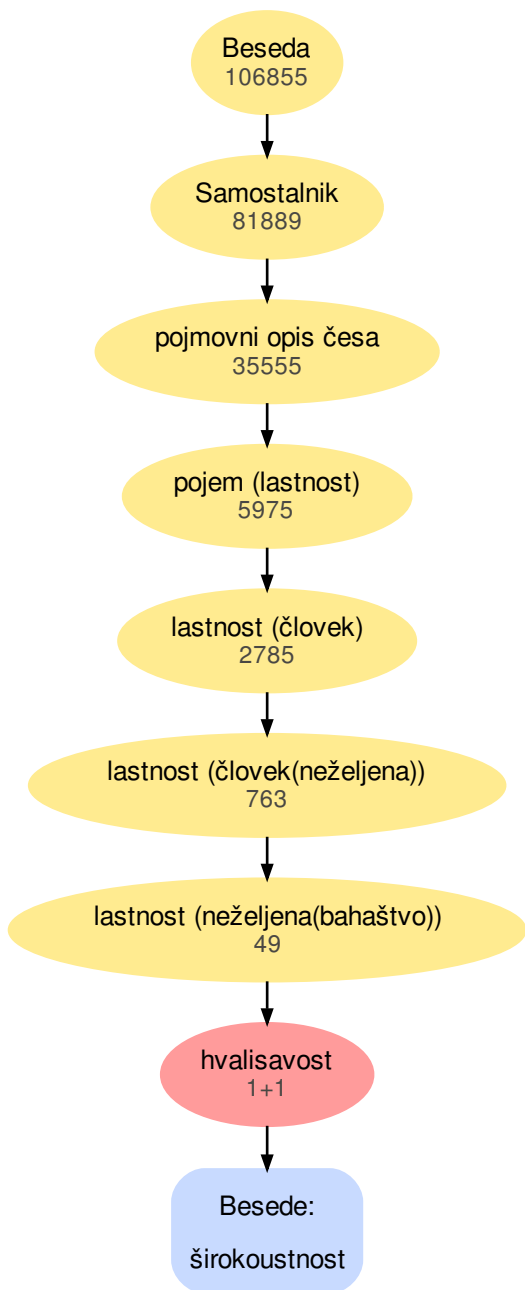 Beseda
106855
Samostalnik
81889
pojmovni opis česa
35555
pojem (lastnost)
5975
lastnost (človek)
2785
lastnost (človek(neželjena))
763
lastnost (neželjena(bahaštvo))
49
hvalisavost
1+1
Besede:
širokoustnost